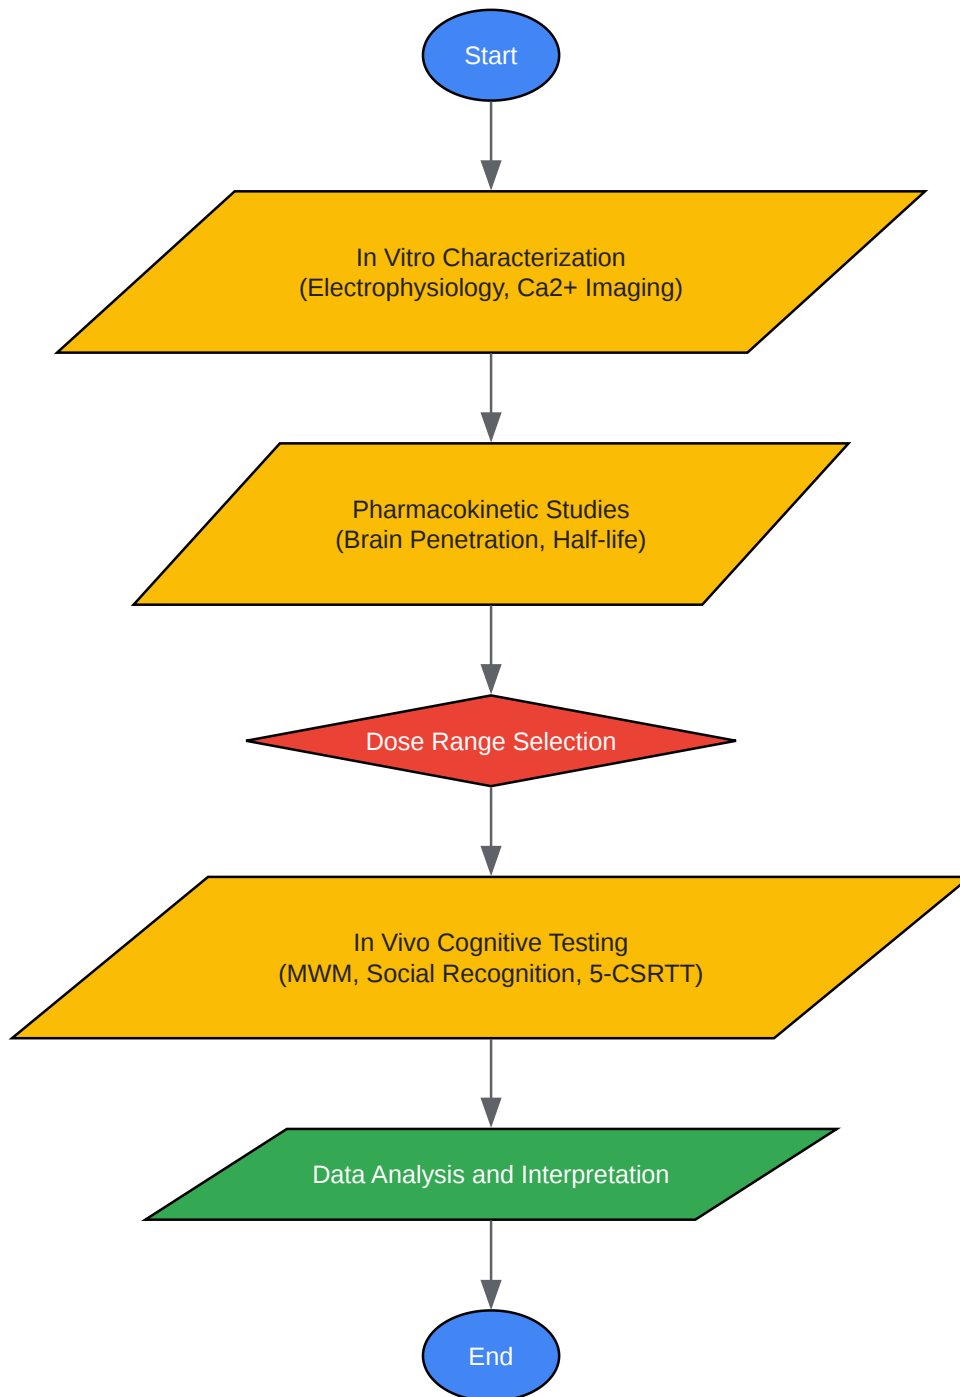 Start
In Vitro Characterization
(Electrophysiology, Ca2+ Imaging)
Pharmacokinetic Studies
(Brain Penetration, Half-life)
Dose Range Selection
In Vivo Cognitive Testing
(MWM, Social Recognition, 5-CSRTT)
Data Analysis and Interpretation
End